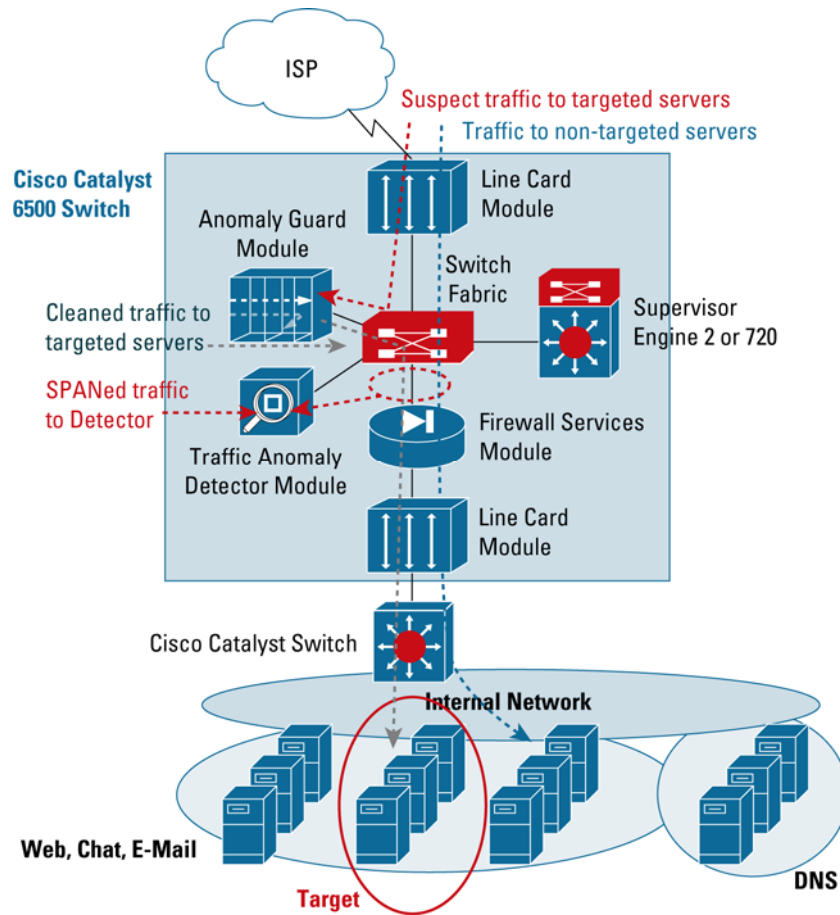 ISP
Suspect traffic to targeted servers
Traffic to non-targeted servers
Cisco Catalyst
6500 Switch
Line Card
Module
Anomaly Guard
Module
Switch
Fabric
Cleaned traffic to
targeted servers
Supervisor
Engine 2 or 720
SPANed traffic
to Detector
Firewall Services
Module
Traffic Anomaly
Detector Module
Line Card
Module
Cisco Catalyst Switch
Internal Network
Web, Chat, E-Mail
Target
DNS